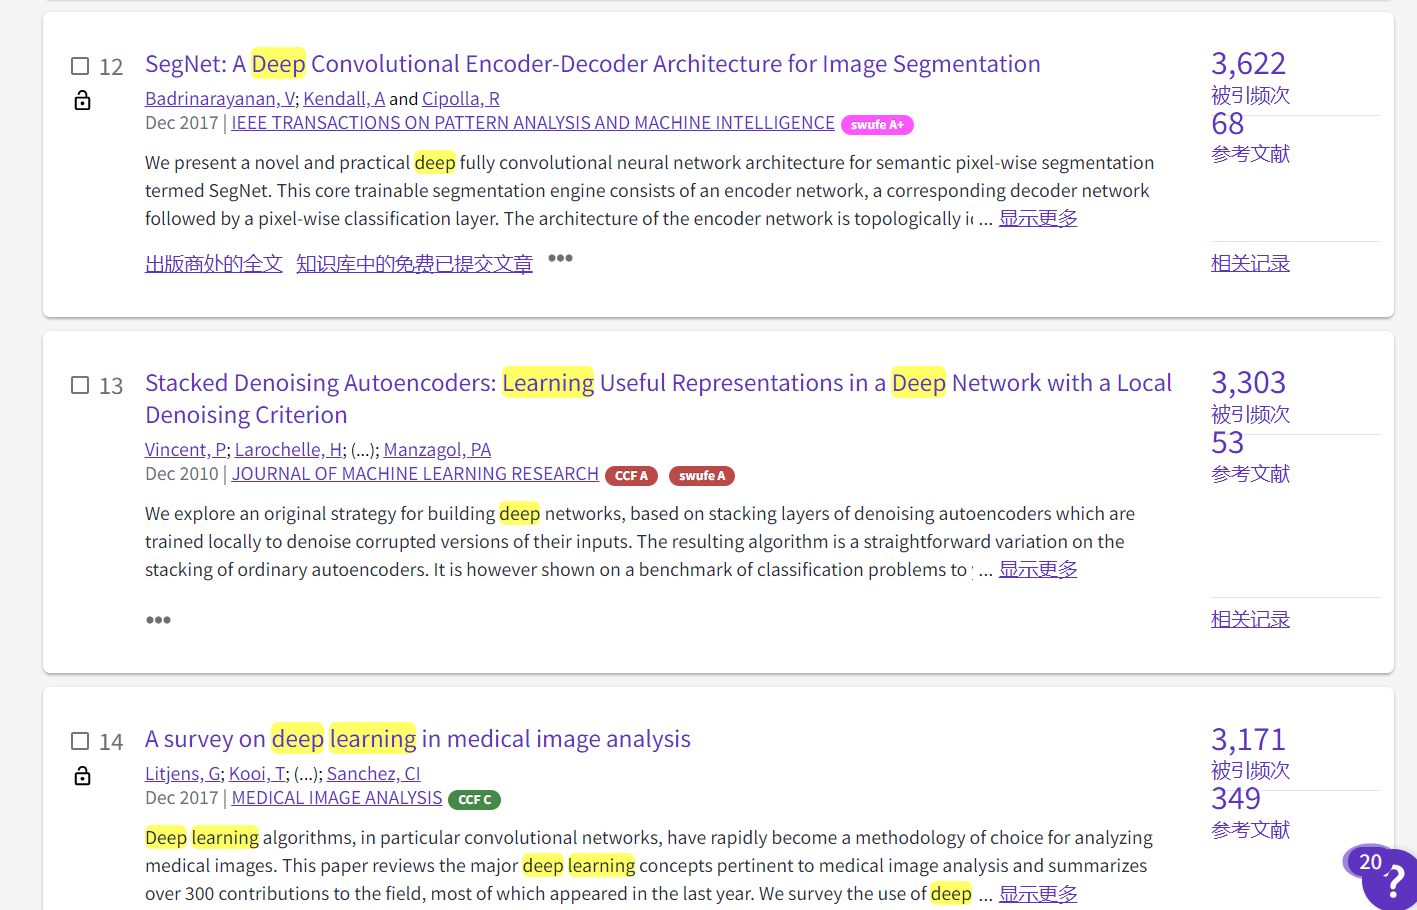 12 SegNet: A Deep Convolutional Encoder-Decoder Architecture for Image Segmentation
Badrinarayanan, V; Kendall, A and Cipolla, R
Dec 2017 | IEEE TRANSACTIONS ON PATTERN ANALYSIS AND MACHINE INTELLIGENCE swufe A+
We present a novel and practical deep fully convolutional neural network architecture for semantic pixel-wise segmentation
termed SegNet. This core trainable segmentation engine consists of an encoder network, a corresponding decoder network
followed by a pixel-wise classification layer. The architecture of the encoder network is topologically ... 显示更多
出版商处的全文 知识库中的免费已提交文章 •••
3,622
被引频次
68
参考文献
相关记录
13 Stacked Denoising Autoencoders: Learning Useful Representations in a Deep Network with a Local
Denoising Criterion
Vincent, P; Larochelle, H; (...); Manzagol, PA
Dec 2010 | JOURNAL OF MACHINE LEARNING RESEARCH CCF A swufe A
We explore an original strategy for building deep networks, based on stacking layers of denoising autoencoders which are
trained locally to denoise corrupted versions of their inputs. The resulting algorithm is a straightforward variation on the
stacking of ordinary autoencoders. It is however shown on a benchmark of classification problems to ... 显示更多
•••
3,303
被引频次
53
参考文献
相关记录
14 A survey on deep learning in medical image analysis
Litjens, G; Kooi, T; (...); Sanchez, CI
Dec 2017 | MEDICAL IMAGE ANALYSIS CCF C
Deep learning algorithms, in particular convolutional networks, have rapidly become a methodology of choice for analyzing
medical images. This paper reviews the major deep learning concepts pertinent to medical image analysis and summarizes
over 300 contributions to the field, most of which appeared in the last year. We survey the use of deep ... 显示更多
3,171
被引频次
349
参考文献
20
?